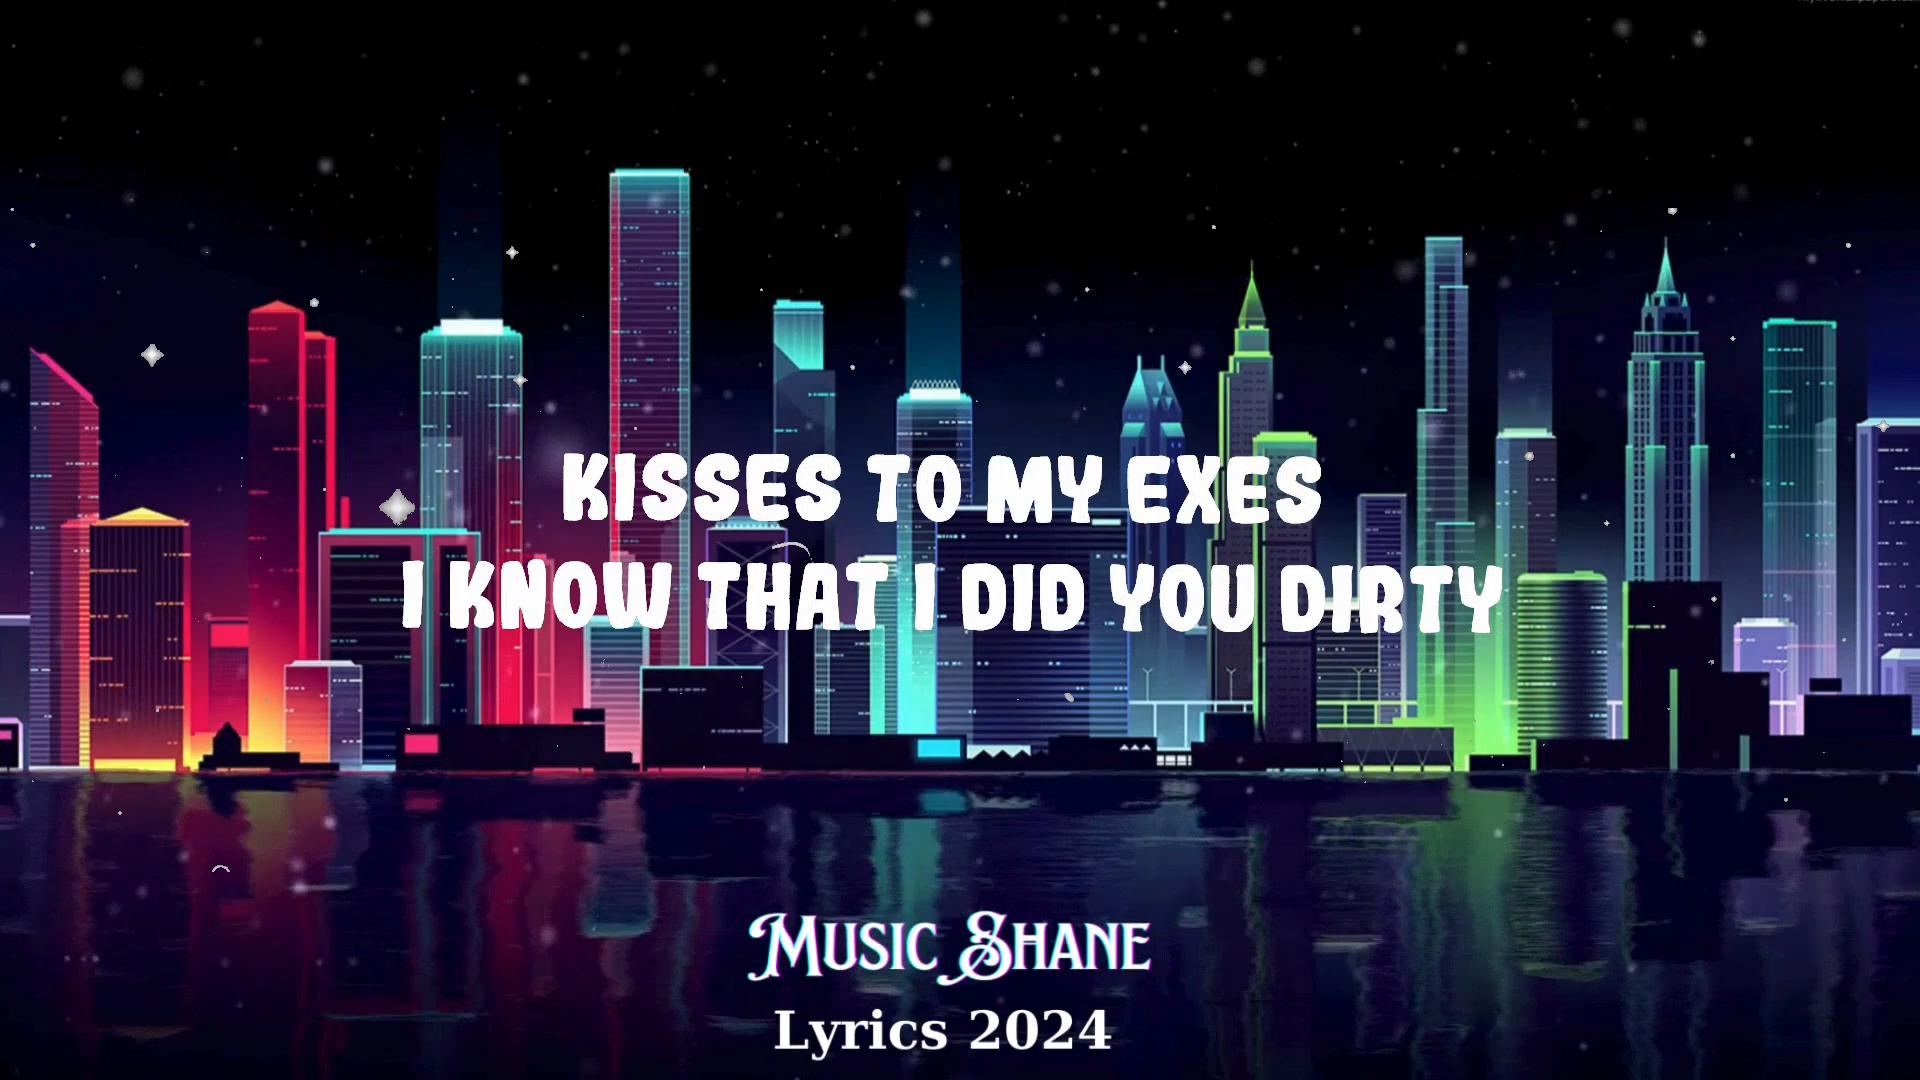 KISSES TO MY EXES
I KNOW THAT I DID YOU DIRTY
MUSIC SHANE
Lyrics 2024